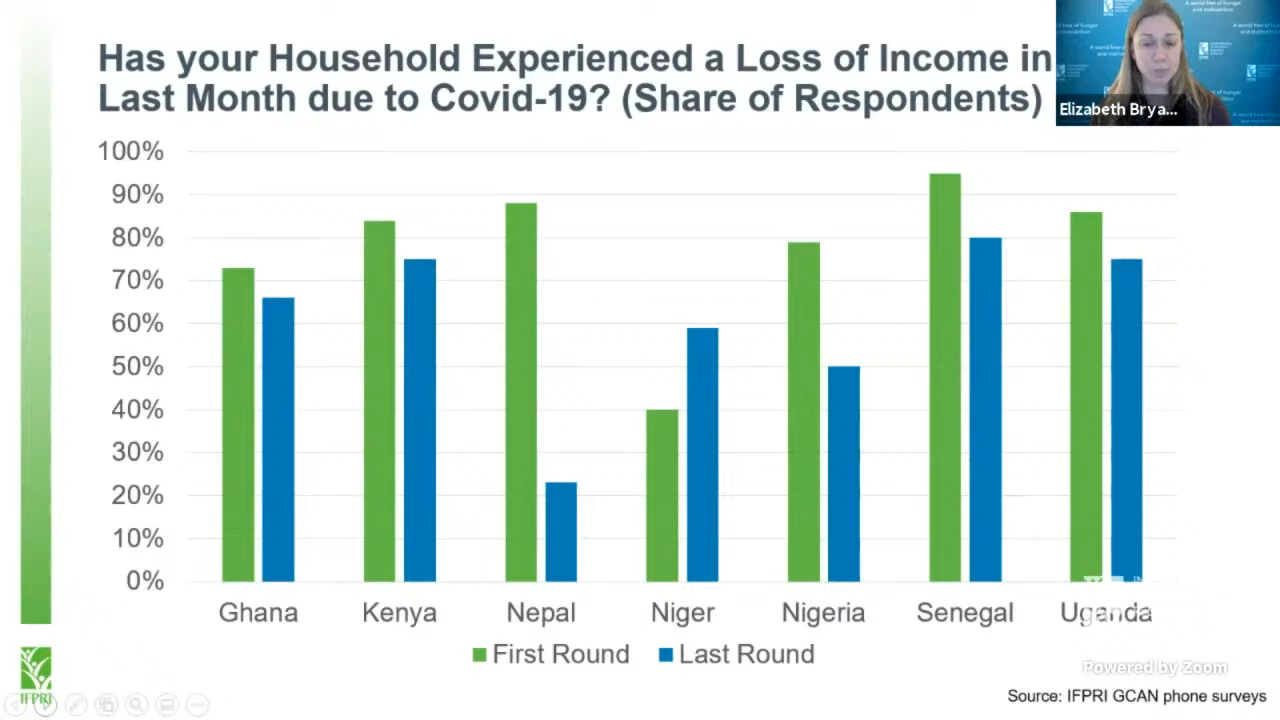 Has your Household Experienced a Loss of Income in
Last Month due to Covid-19? (Share of Respondents)
Elizabeth Brya...
100%
90%
80%
70%
60%
50%
40%
30%
20%
10%
0%
Ghana
Kenya
Nepal
Niger
Nigeria
Senegal
Uganda
First Round
Last Round
Powered by Zoom
Source: IFPRI GCAN phone surveys
IFPRI